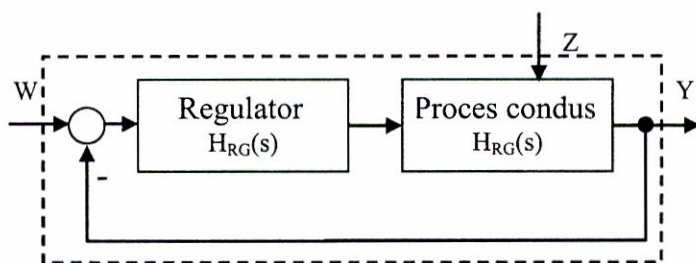 Z
W
Regulator
H_RG(s)
Proces condus
H_RG(s)
Y
-